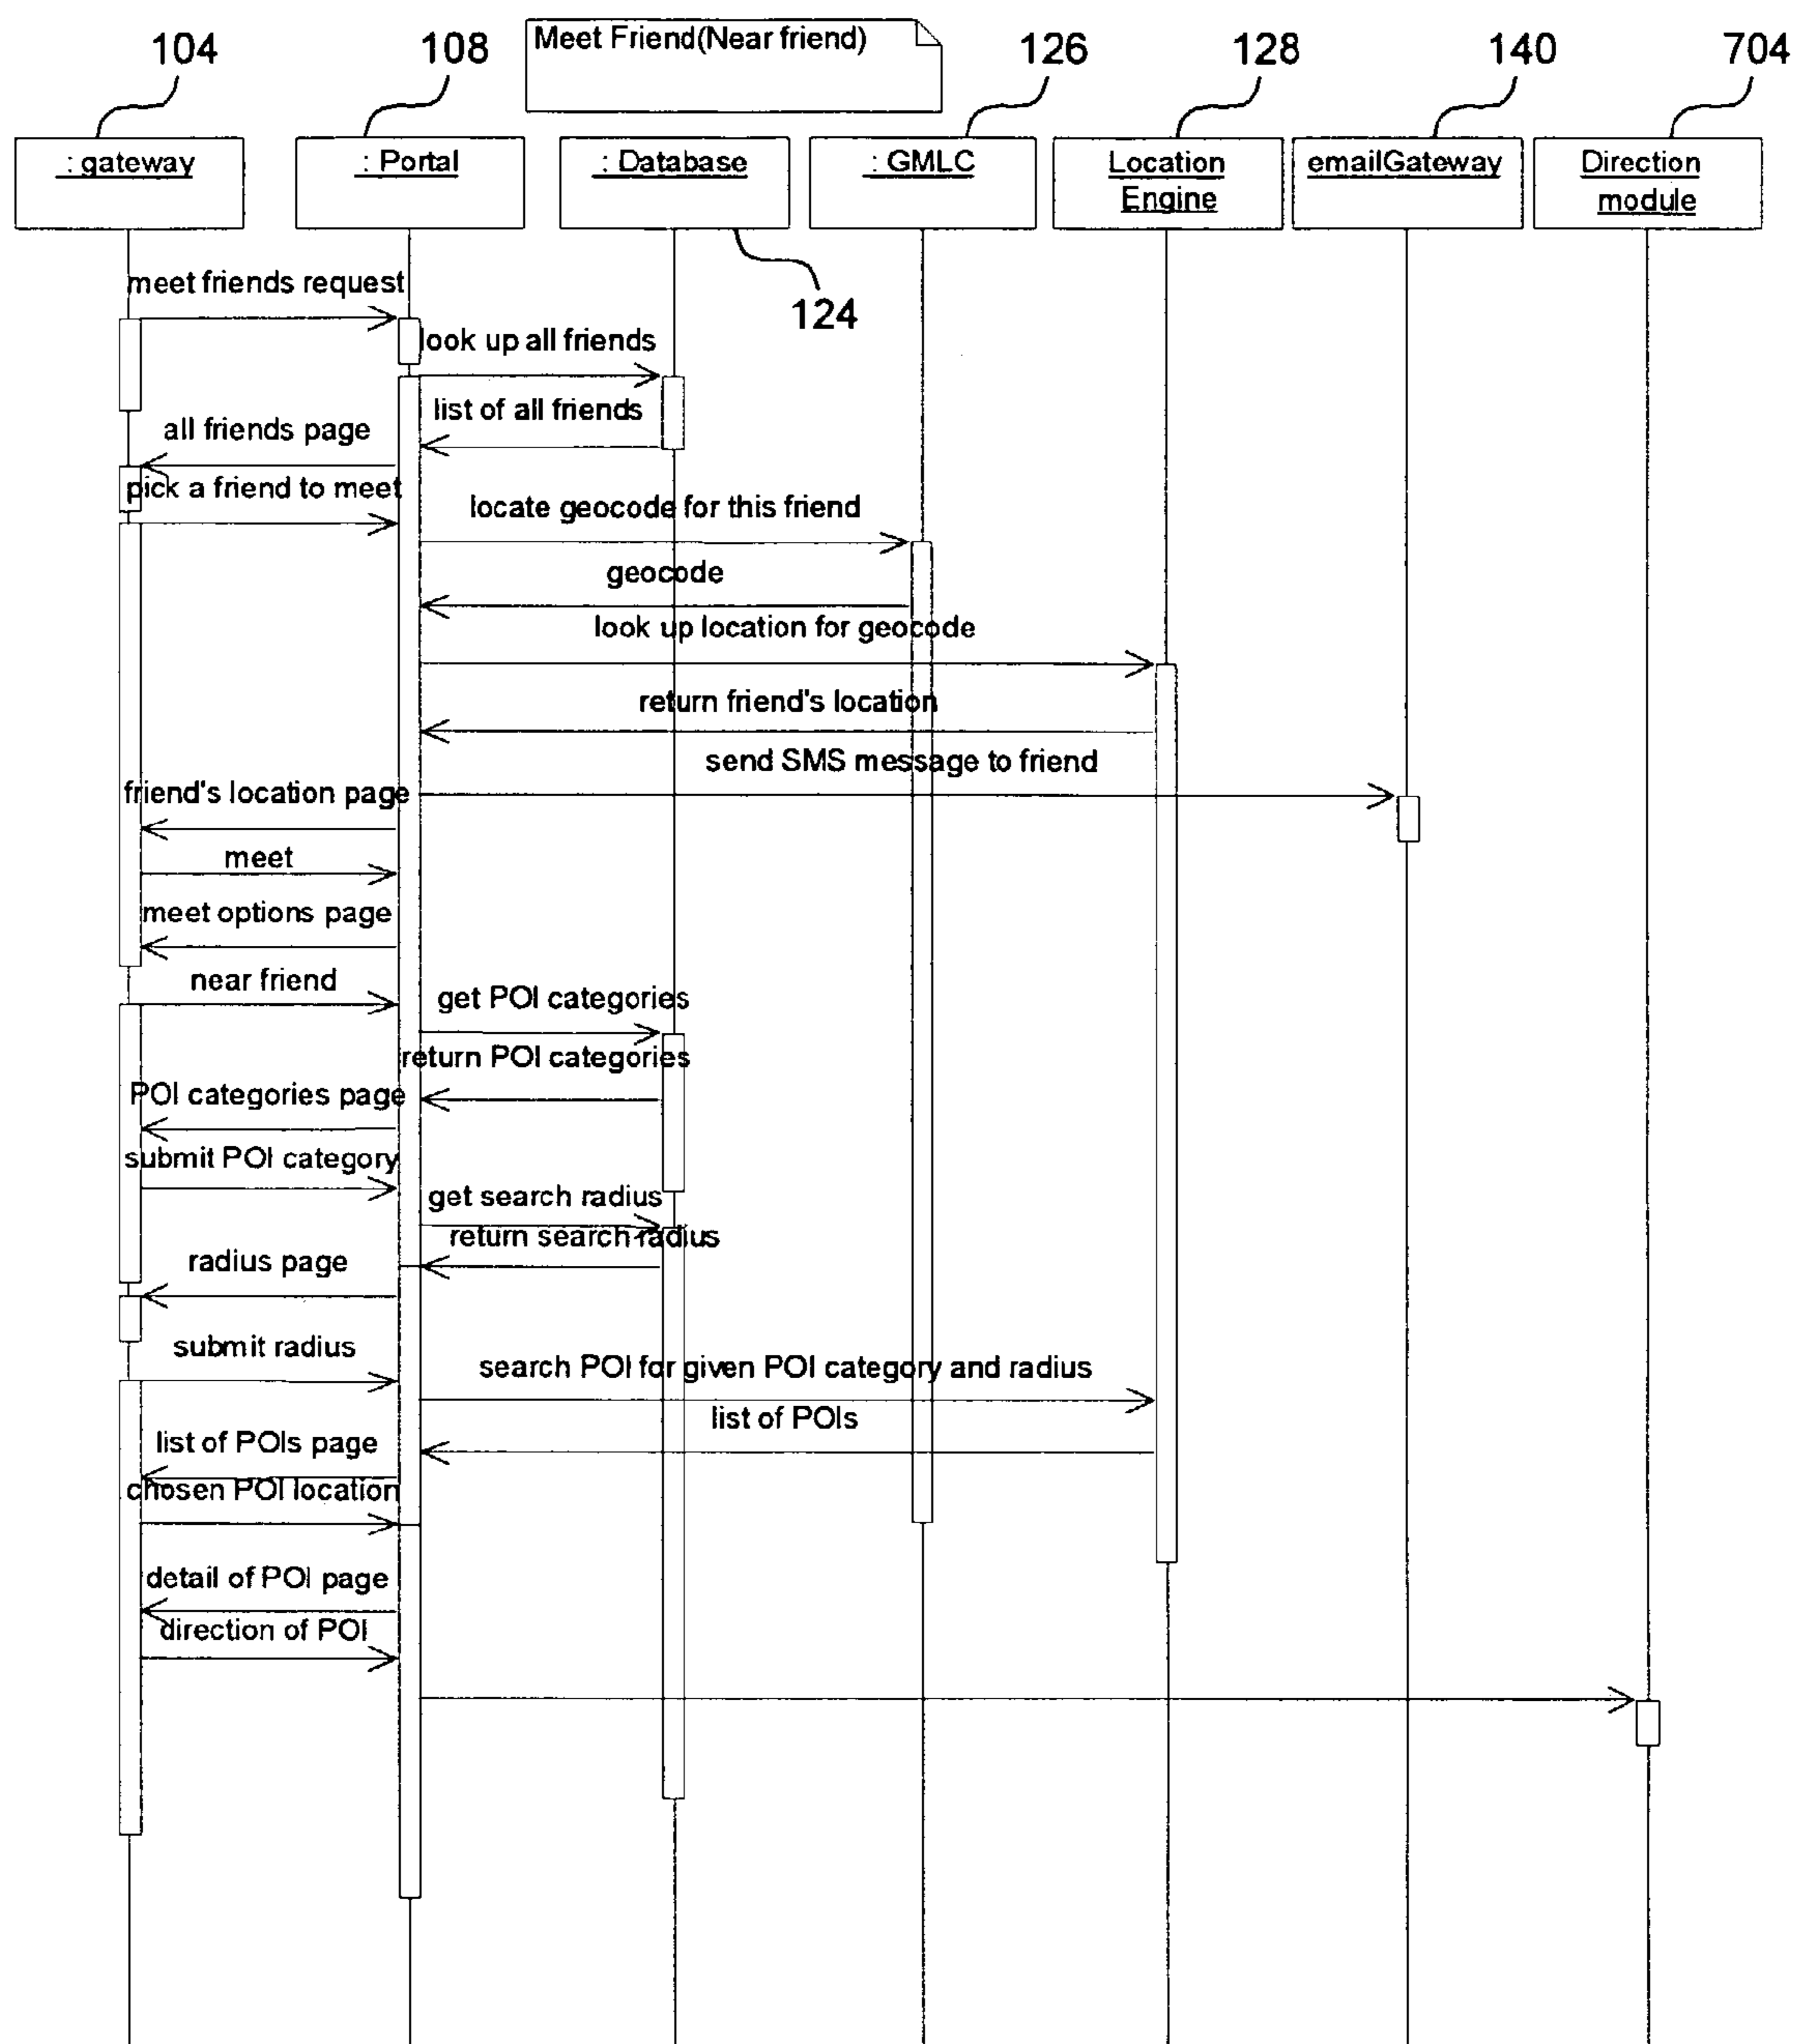 Meet Friend(Near friend)
104
108
126
128
140
704
: gateway
: Portal
: Database
: GMLC
Location
Engine
emailGateway
Direction
module
124
meet friends request
look up all friends
list of all friends
all friends page
pick a friend to meet
locate geocode for this friend
geocode
look up location for geocode
return friend's location
send SMS message to friend
friend's location page
meet
meet options page
near friend
get POI categories
return POI categories
POI categories page
submit POI category
get search radius
return search radius
radius page
submit radius
search POI for given POI category and radius
list of POIs
list of POIs page
chosen POI location
detail of POI page
direction of POI